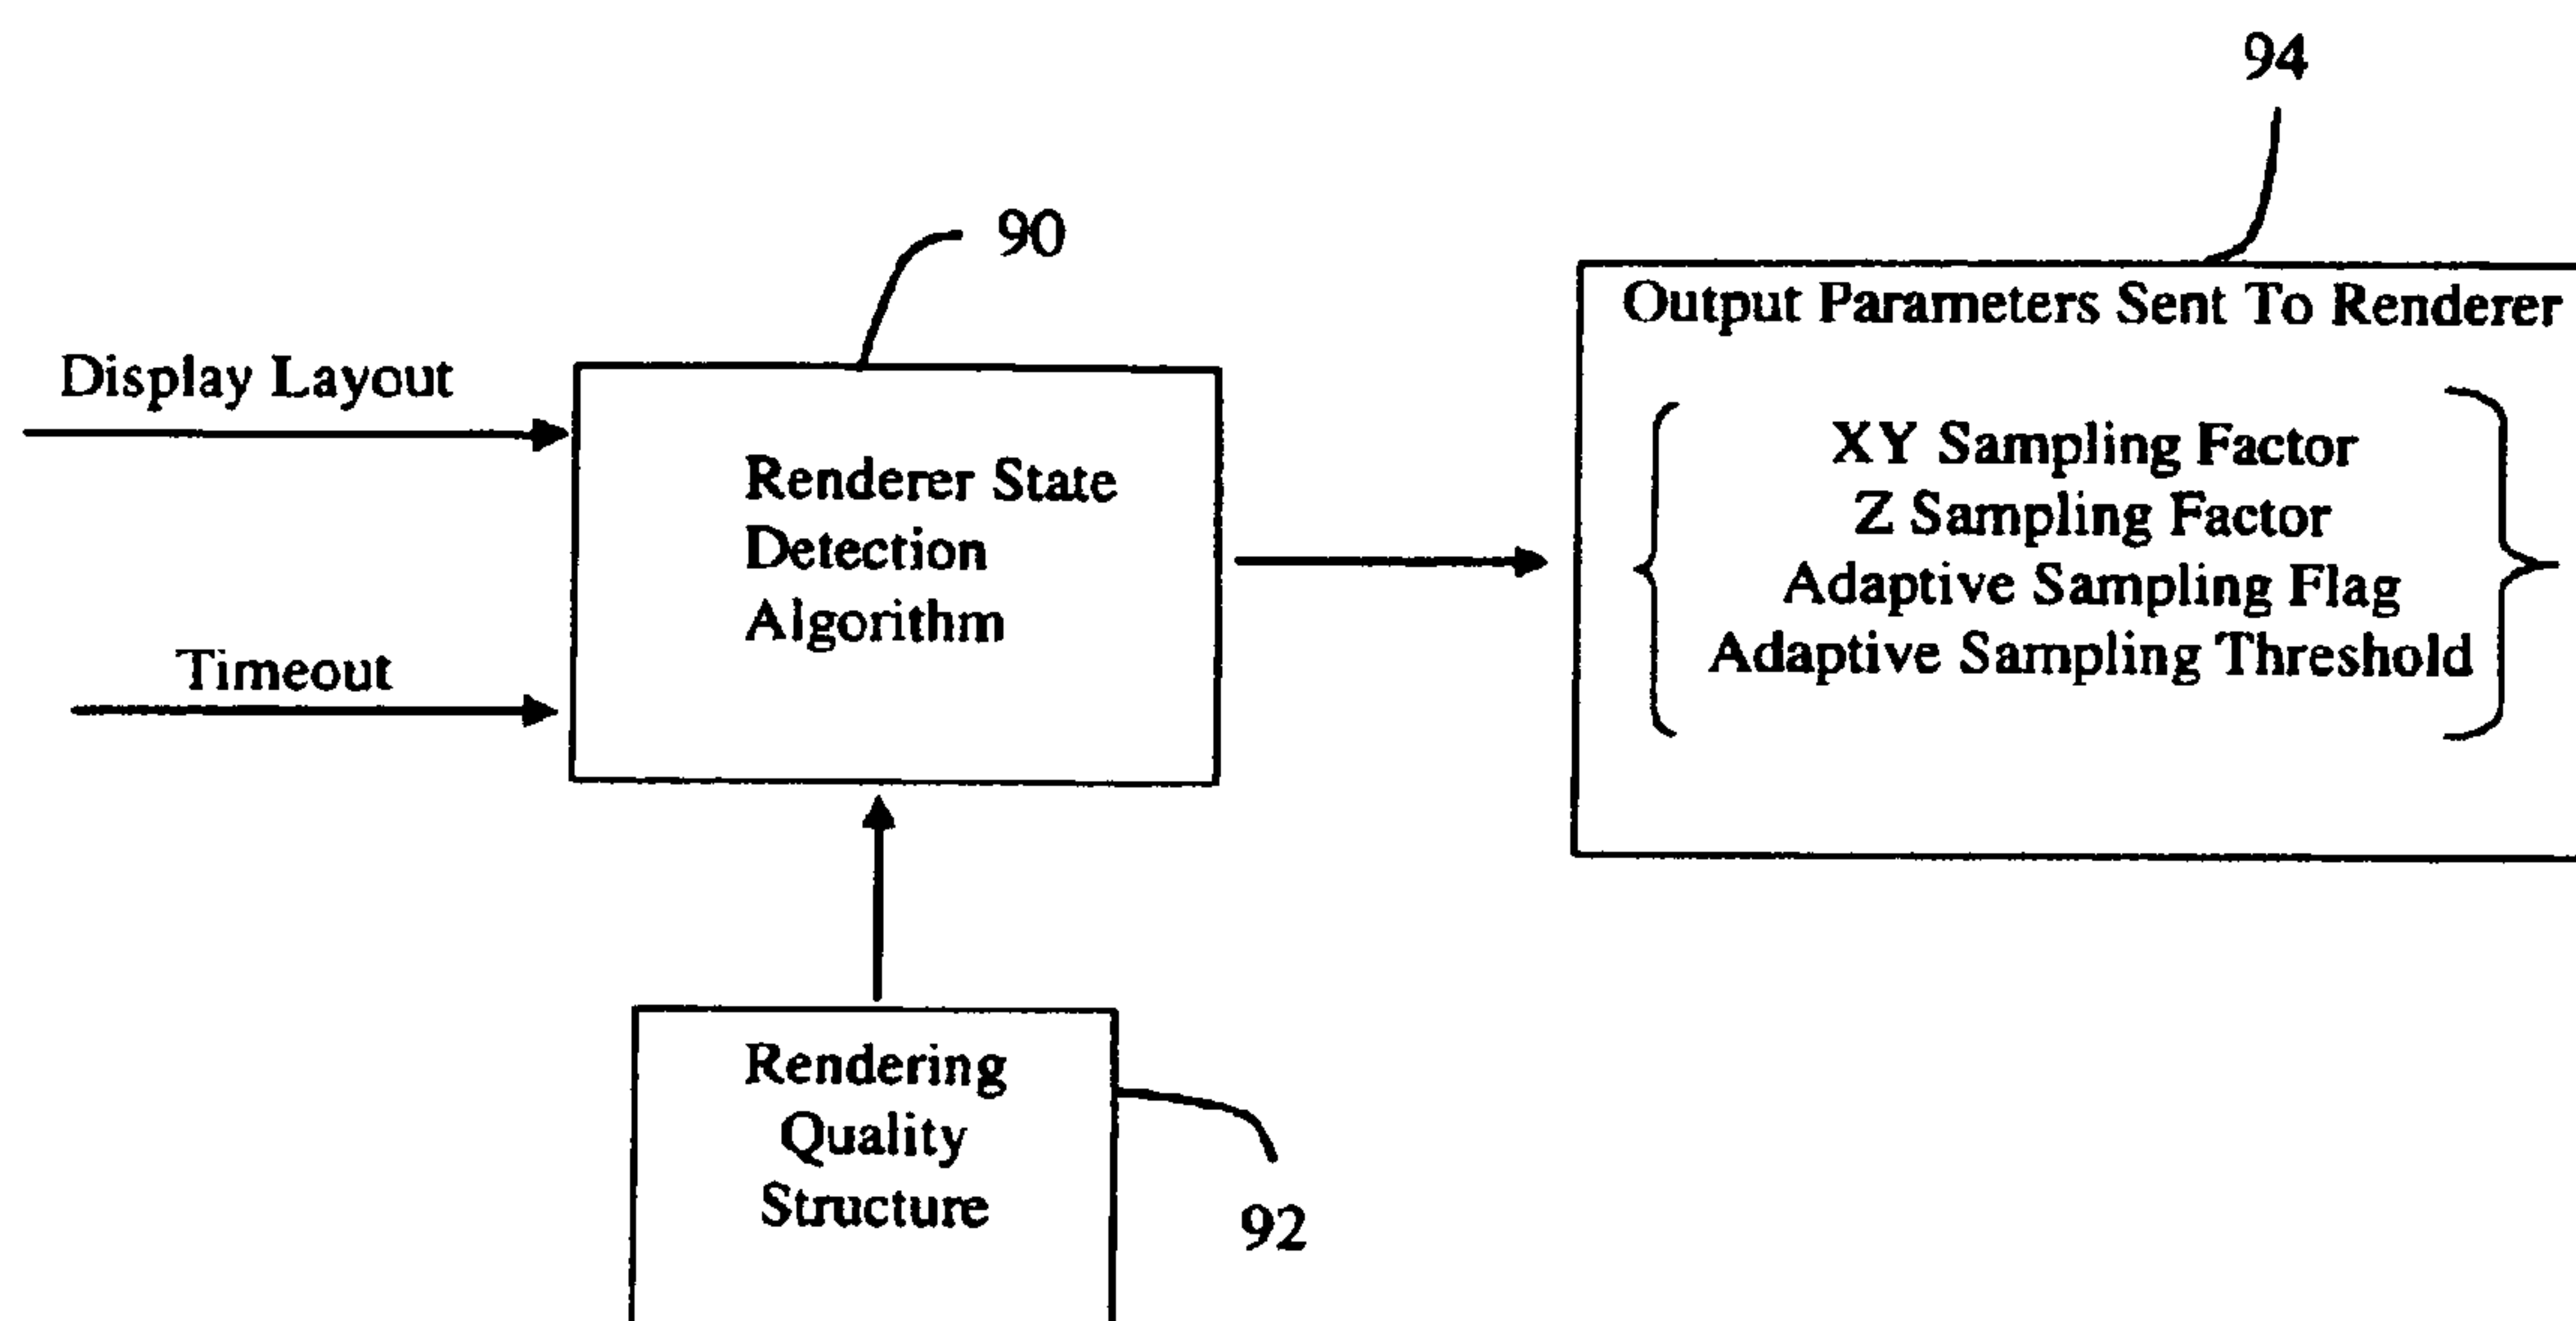 94
90
Output Parameters Sent To Renderer
Display Layout
XY Sampling Factor
Renderer State
Z Sampling Factor
Detection
Adaptive Sampling Flag
Algorithm
Adaptive Sampling Threshold
Timeout
Rendering
Quality
Structure
92